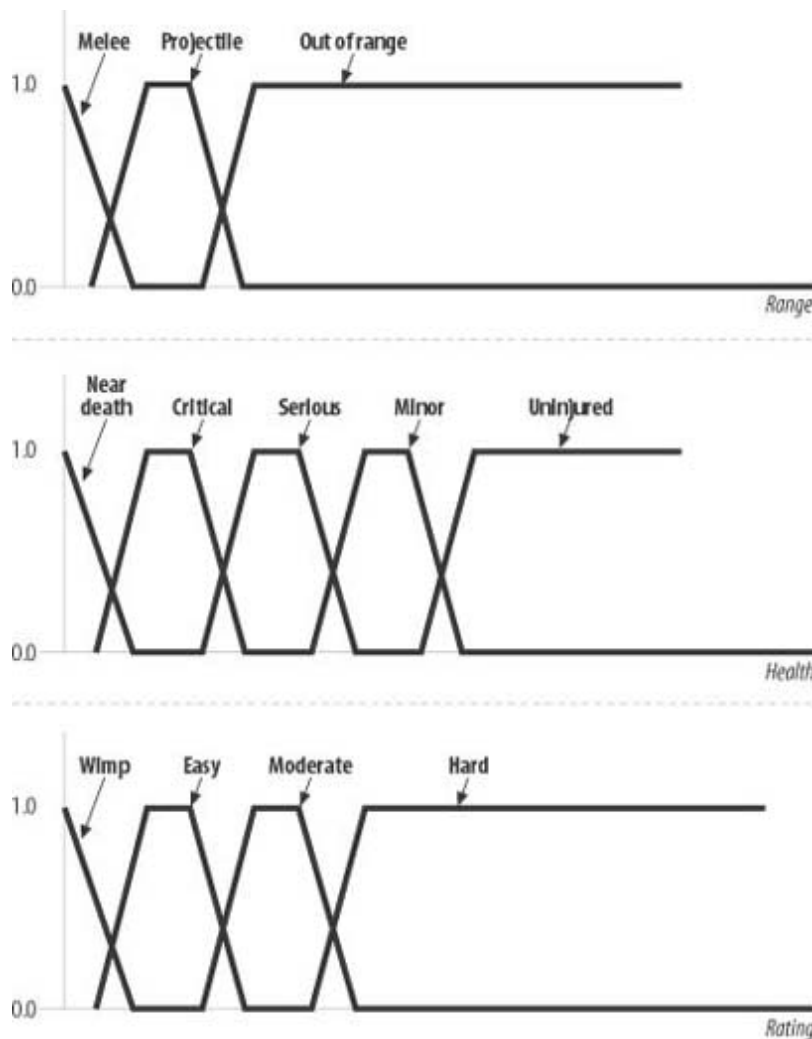 Melee Projectile Out of range
1.0
0.0
Range
Near
death Critical Serious Minor Uninjured
1.0
0.0
Health
Wimp Easy Moderate Hard
1.0
0.0
Rating